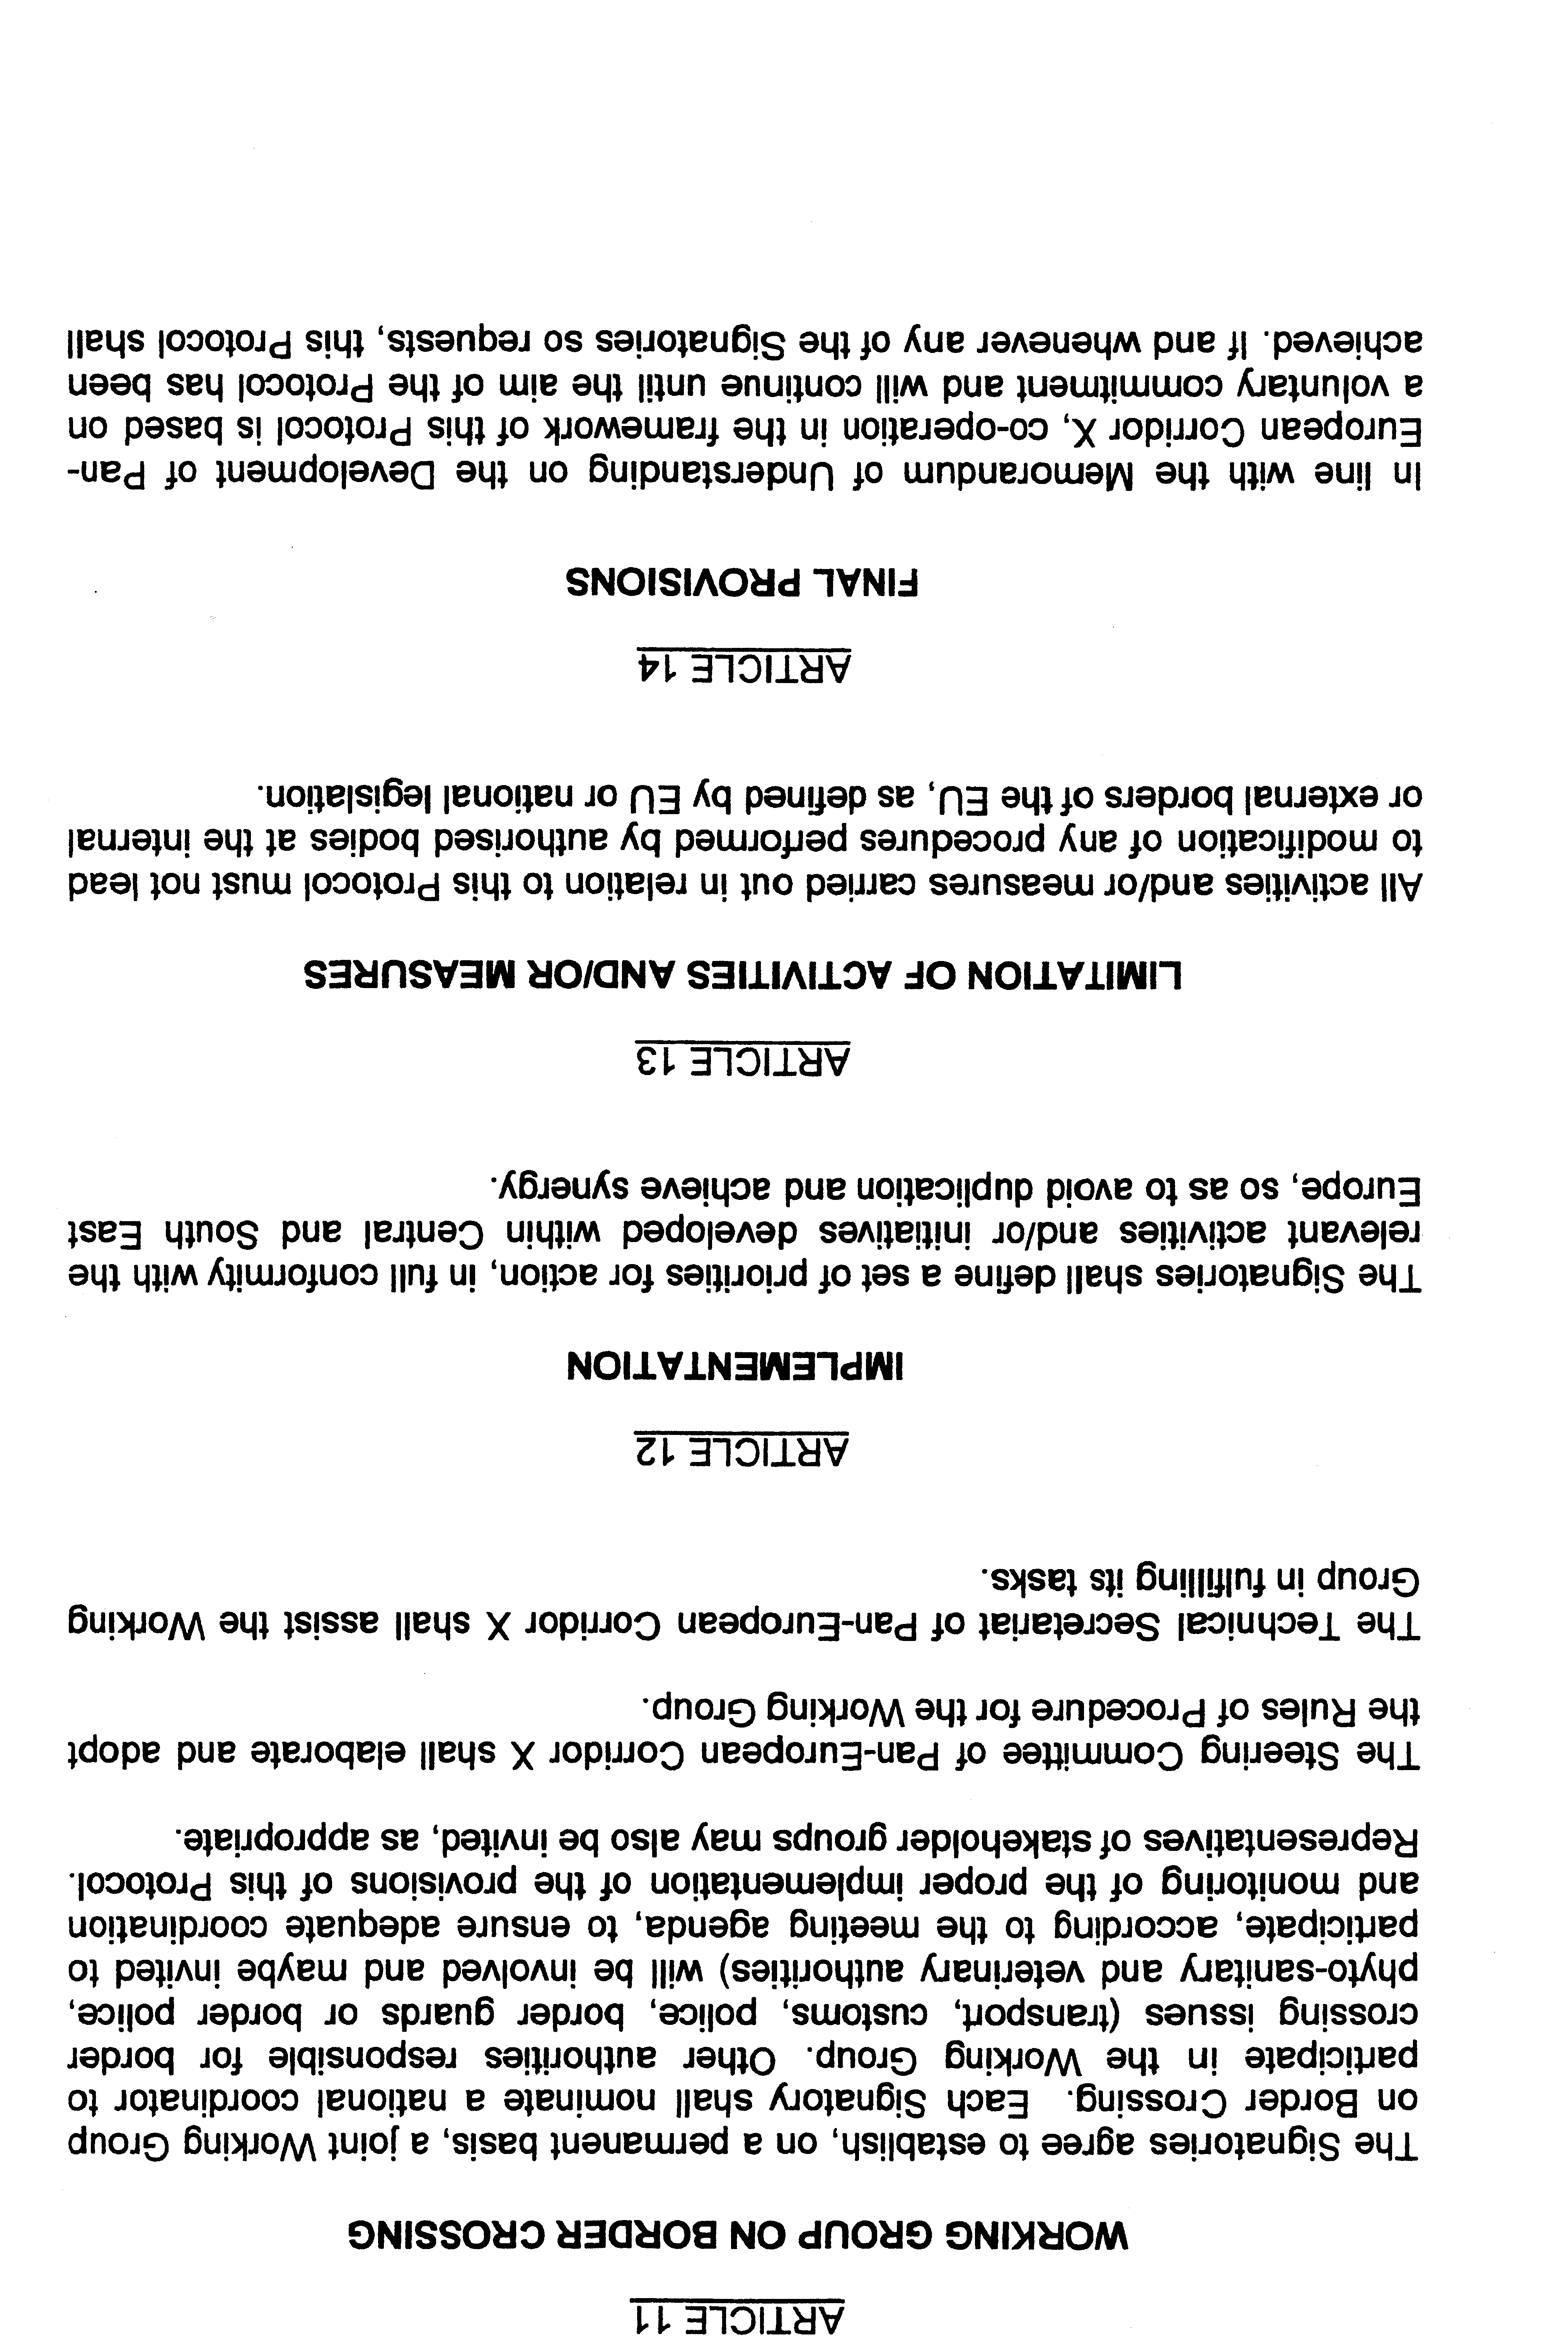 ARTICLE 11
WORKING GROUP ON BORDER CROSSING
The Signatories agree to establish, on a permanent basis, a joint Working Group
on Border Crossing. Each Signatory shall nominate a national coordinator to
participate in the Working Group. Other authorities responsible for border
crossing issues (transport, customs, police, border guards or border police,
phyto-sanitary and veterinary authorities) will be involved and maybe invited to
participate, according to the meeting agenda, to ensure adequate coordination
and monitoring of the proper implementation of the provisions of this Protocol.
Representatives of stakeholder groups may also be invited, as appropriate.
The Steering Committee of Pan-European Corridor X shall elaborate and adopt
the Rules of Procedure for the Working Group.
The Technical Secretariat of Pan-European Corridor X shall assist the Working
Group in fulfilling its tasks.
ARTICLE 12
IMPLEMENTATION
The Signatories shall define a set of priorities for action, in full conformity with the
relevant activities and/or initiatives developed within Central and South East
Europe, so as to avoid duplication and achieve synergy.
ARTICLE 13
LIMITATION OF ACTIVITIES AND/OR MEASURES
All activities and/or measures carried out in relation to this Protocol must not lead
to modification of any procedures performed by authorised bodies at the internal
or external borders of the EU, as defined by EU or national legislation.
ARTICLE 14
FINAL PROVISIONS
In line with the Memorandum of Understanding on the Development of Pan-
European Corridor X, co-operation in the framework of this Protocol is based on
a voluntary commitment and will continue until the aim of the Protocol has been
achieved. If and whenever any of the Signatories so requests, this Protocol shall